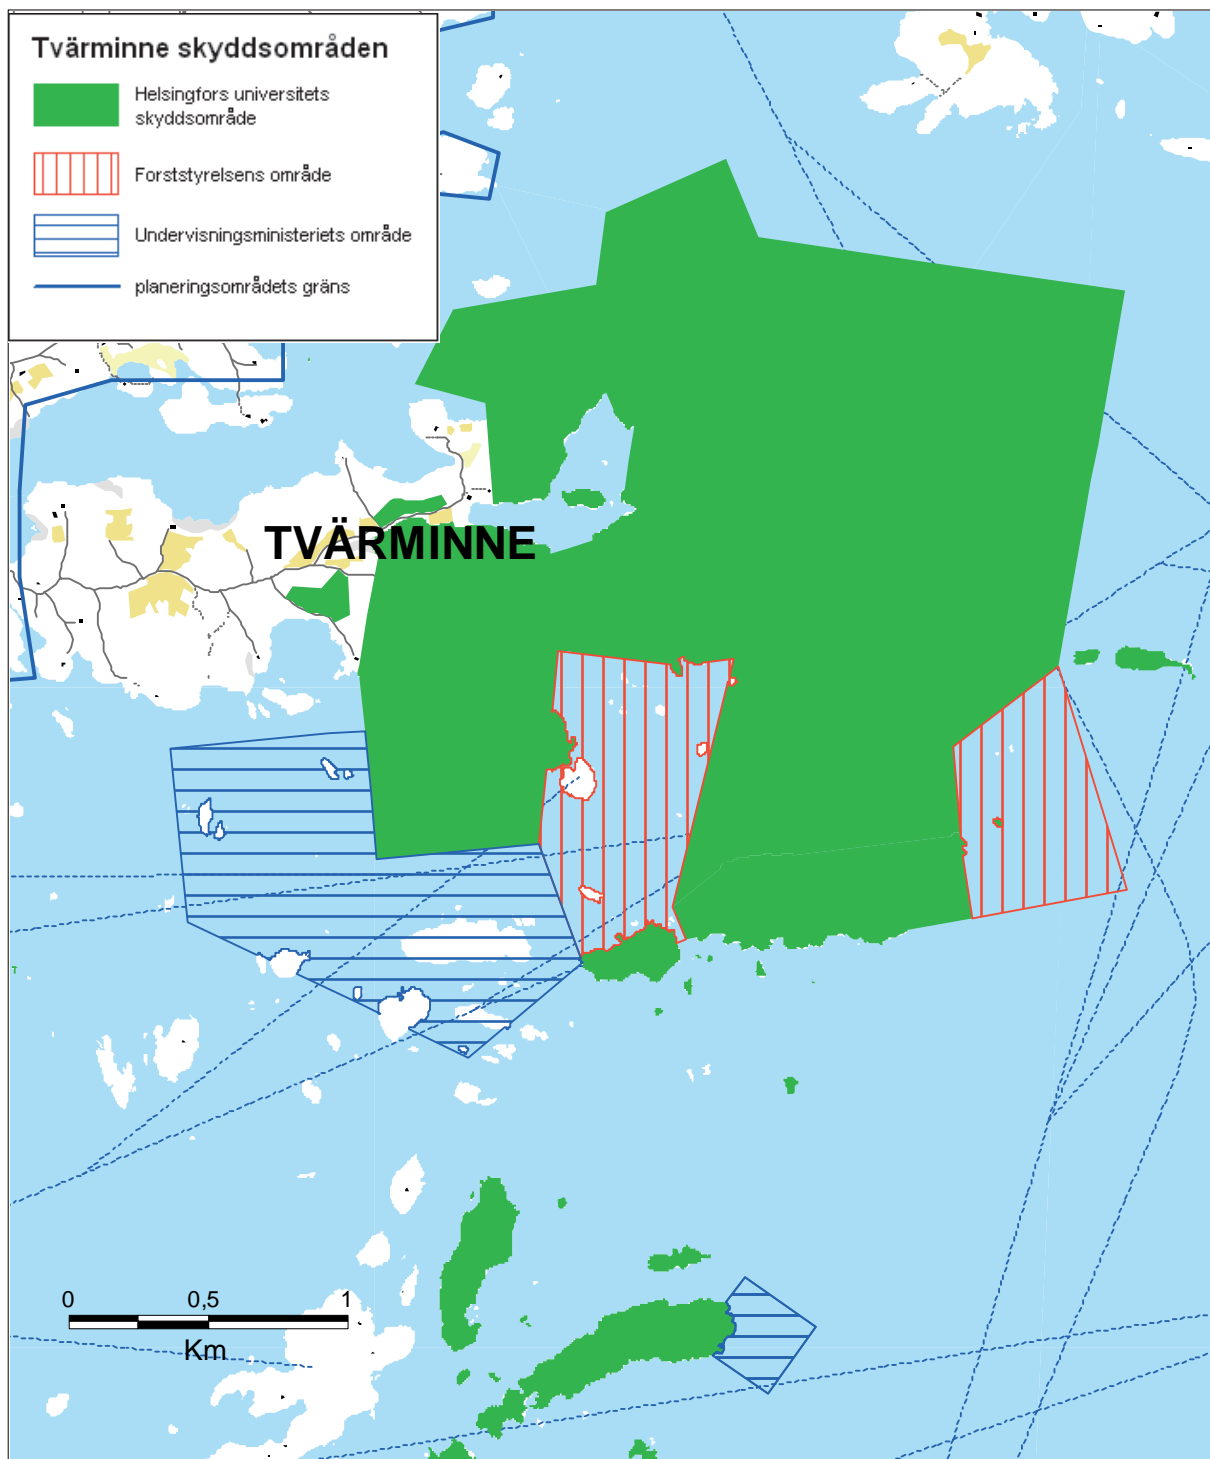 Tvärminne skyddsområden
Helsingfors universitets
skyddsområde
Forststyrelsens område
Undervisningsministeriets område
planeringsområdets gräns
TVÄRMINNE
0 0,5 1
Km